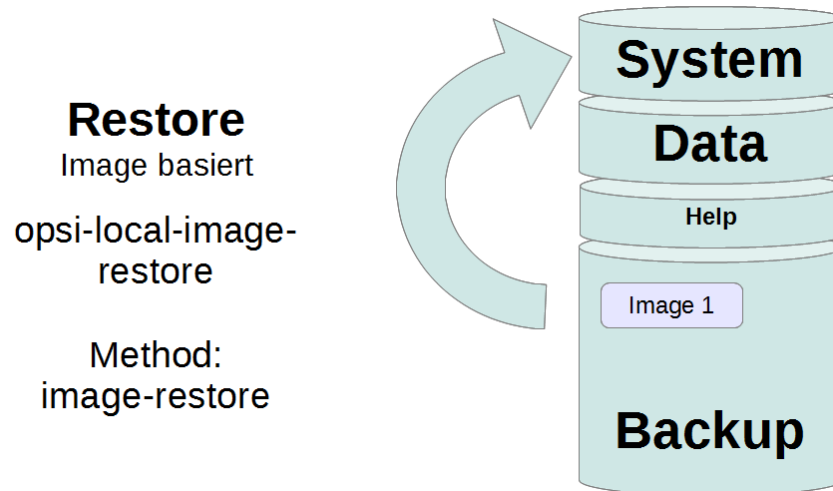 Restore
Image basiert
opsi-local-image-
restore
Method:
image-restore
System
Data
Help
Image 1
Backup